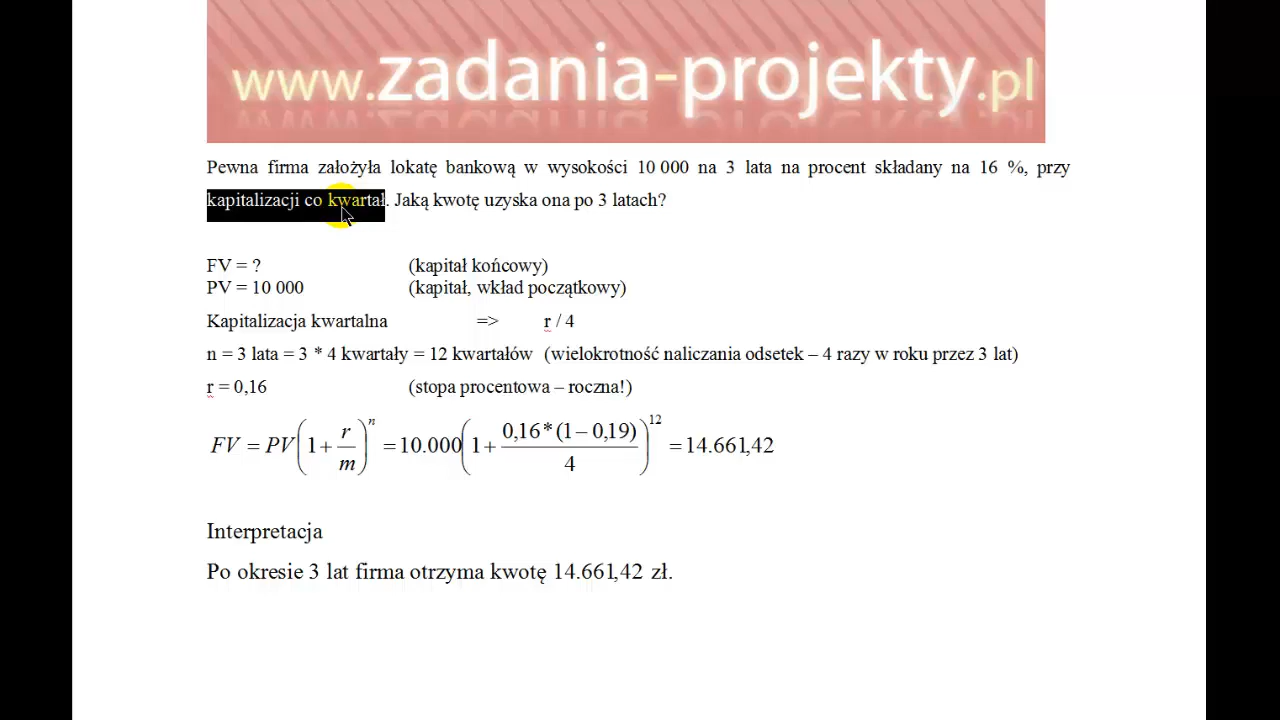 www.zadania-projekty.pl
Pewna firma założyła lokatę bankową w wysokości 10 000 na 3 lata na procent składany na 16 %, przy
kapitalizacji co kwartał. Jaką kwotę uzyska ona po 3 latach?
FV = ? (kapitał końcowy)
PV = 10 000 (kapitał, wkład początkowy)
Kapitalizacja kwartalna => r / 4
n = 3 lata = 3 * 4 kwartały = 12 kwartałów (wielokrotność naliczania odsetek – 4 razy w roku przez 3 lat)
r = 0,16 (stopa procentowa – roczna!)
FV = PV(1+r/m)^n = 10.000(1+0,16*(1–0,19)/4)^12 = 14.661,42
Interpretacja
Po okresie 3 lat firma otrzyma kwotę 14.661,42 zł.